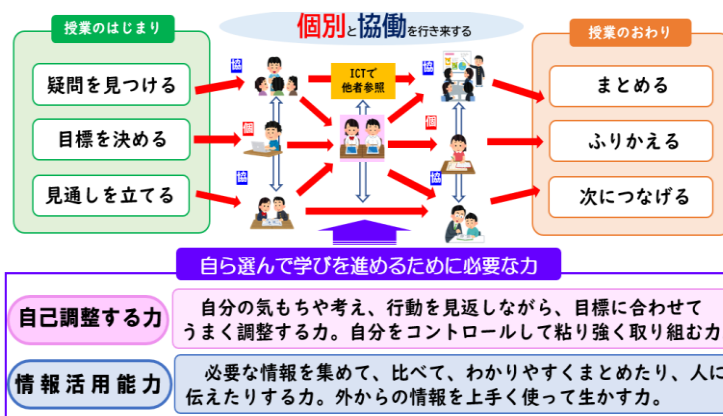 個別と協働を行き来する
授業のはじまり
疑問を見つける
目標を決める
見通しを立てる
協
個
協
ICTで
他者参照
協
個
協
授業のおわり
まとめる
ふりかえる
次につなげる
自ら選んで学びを進めるために必要な力
自己調整する力
自分の気もちや考え、行動を見返しながら、目標に合わせて
うまく調整する力。自分をコントロールして粘り強く取り組む力
情報活用能力
必要な情報を集めて、比べて、わかりやすくまとめたり、人に
伝えたりする力。外からの情報を上手く使って生かす力。